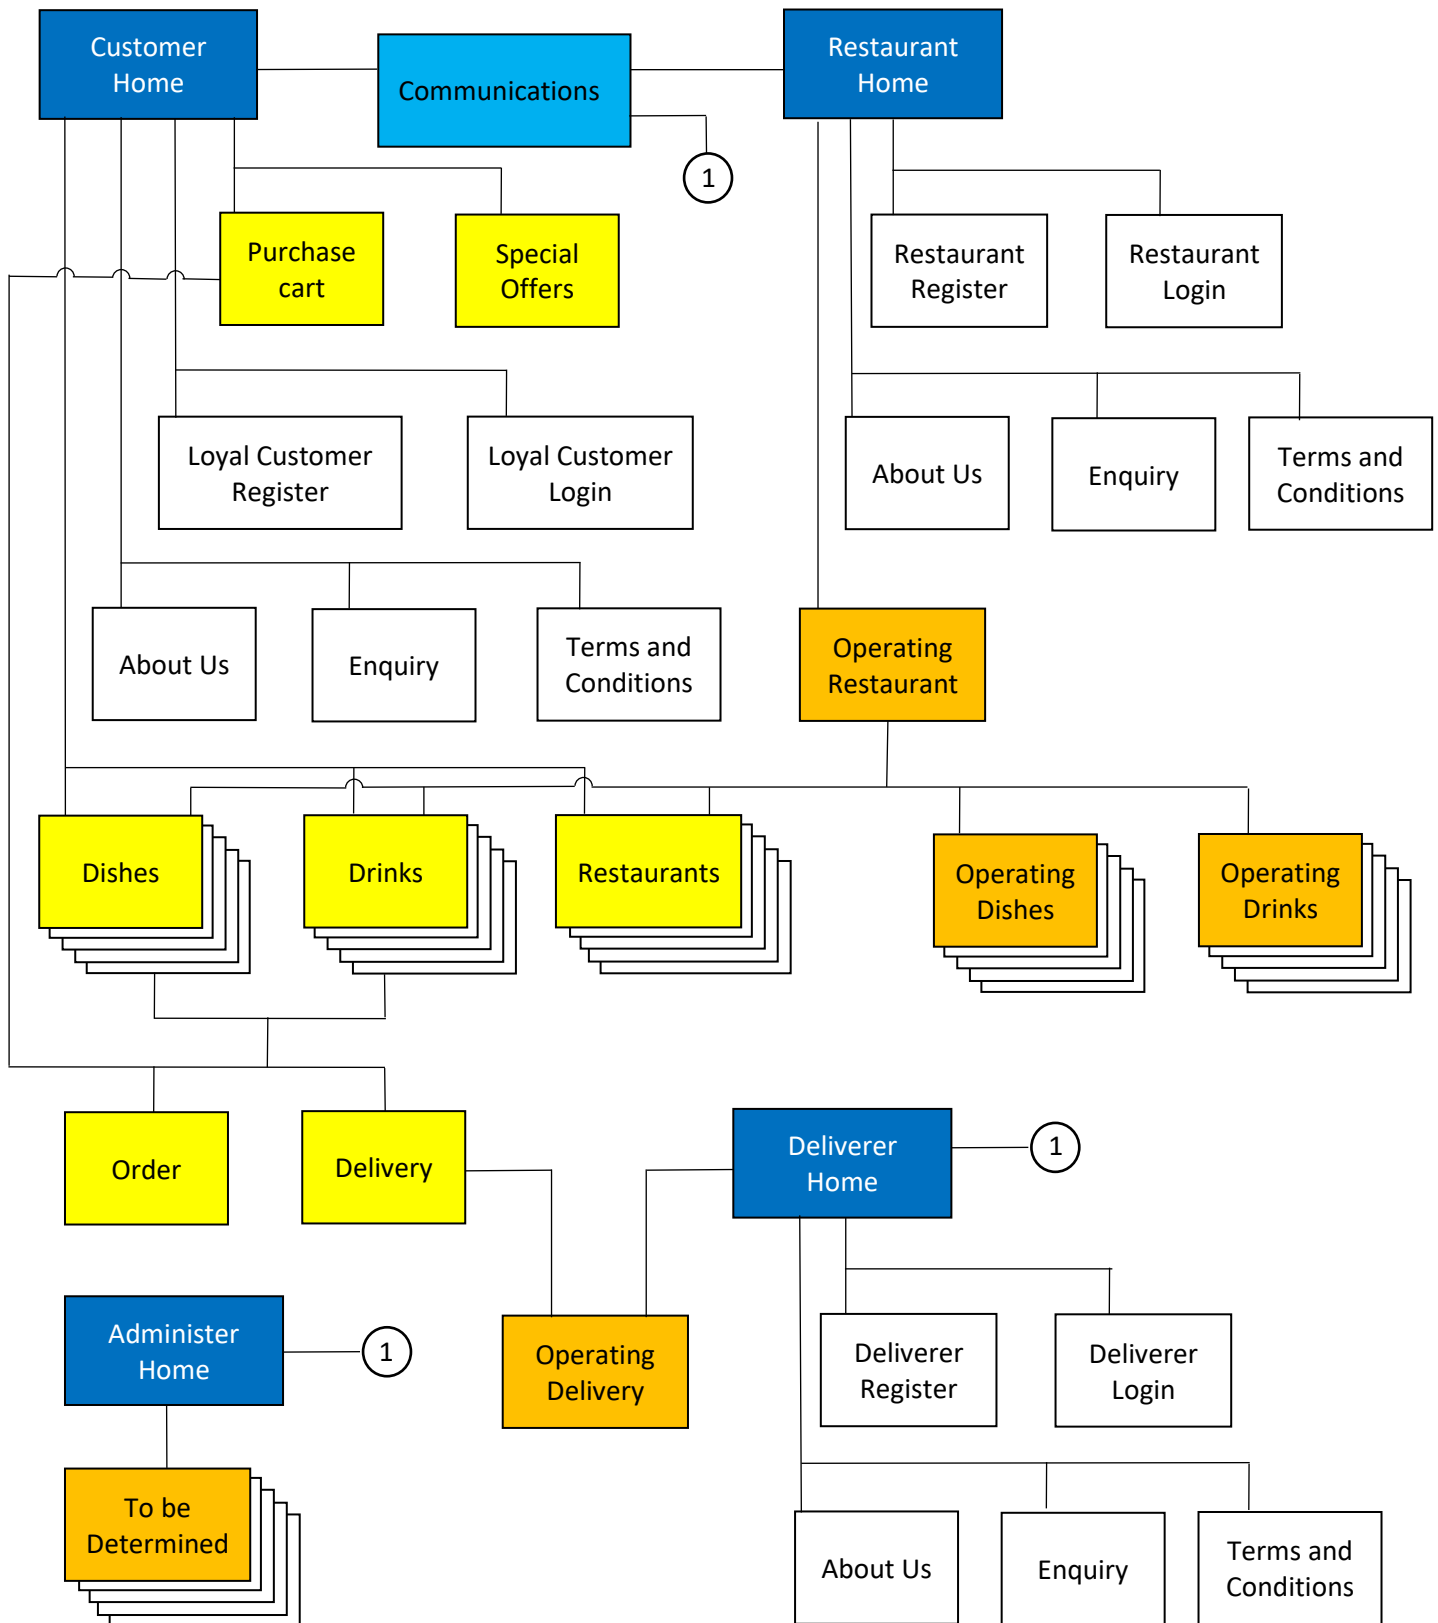 Customer
Home
Communications
Restaurant
Home
1
Purchase
cart
Special
Offers
Restaurant
Register
Restaurant
Login
Loyal Customer
Register
Loyal Customer
Login
About Us
Enquiry
Terms and
Conditions
About Us
Enquiry
Terms and
Conditions
Operating
Restaurant
Dishes
Drinks
Restaurants
Operating
Dishes
Operating
Drinks
Order
Delivery
Deliverer
Home
1
Administer
Home
1
Operating
Delivery
Deliverer
Register
Deliverer
Login
To be
Determined
About Us
Enquiry
Terms and
Conditions